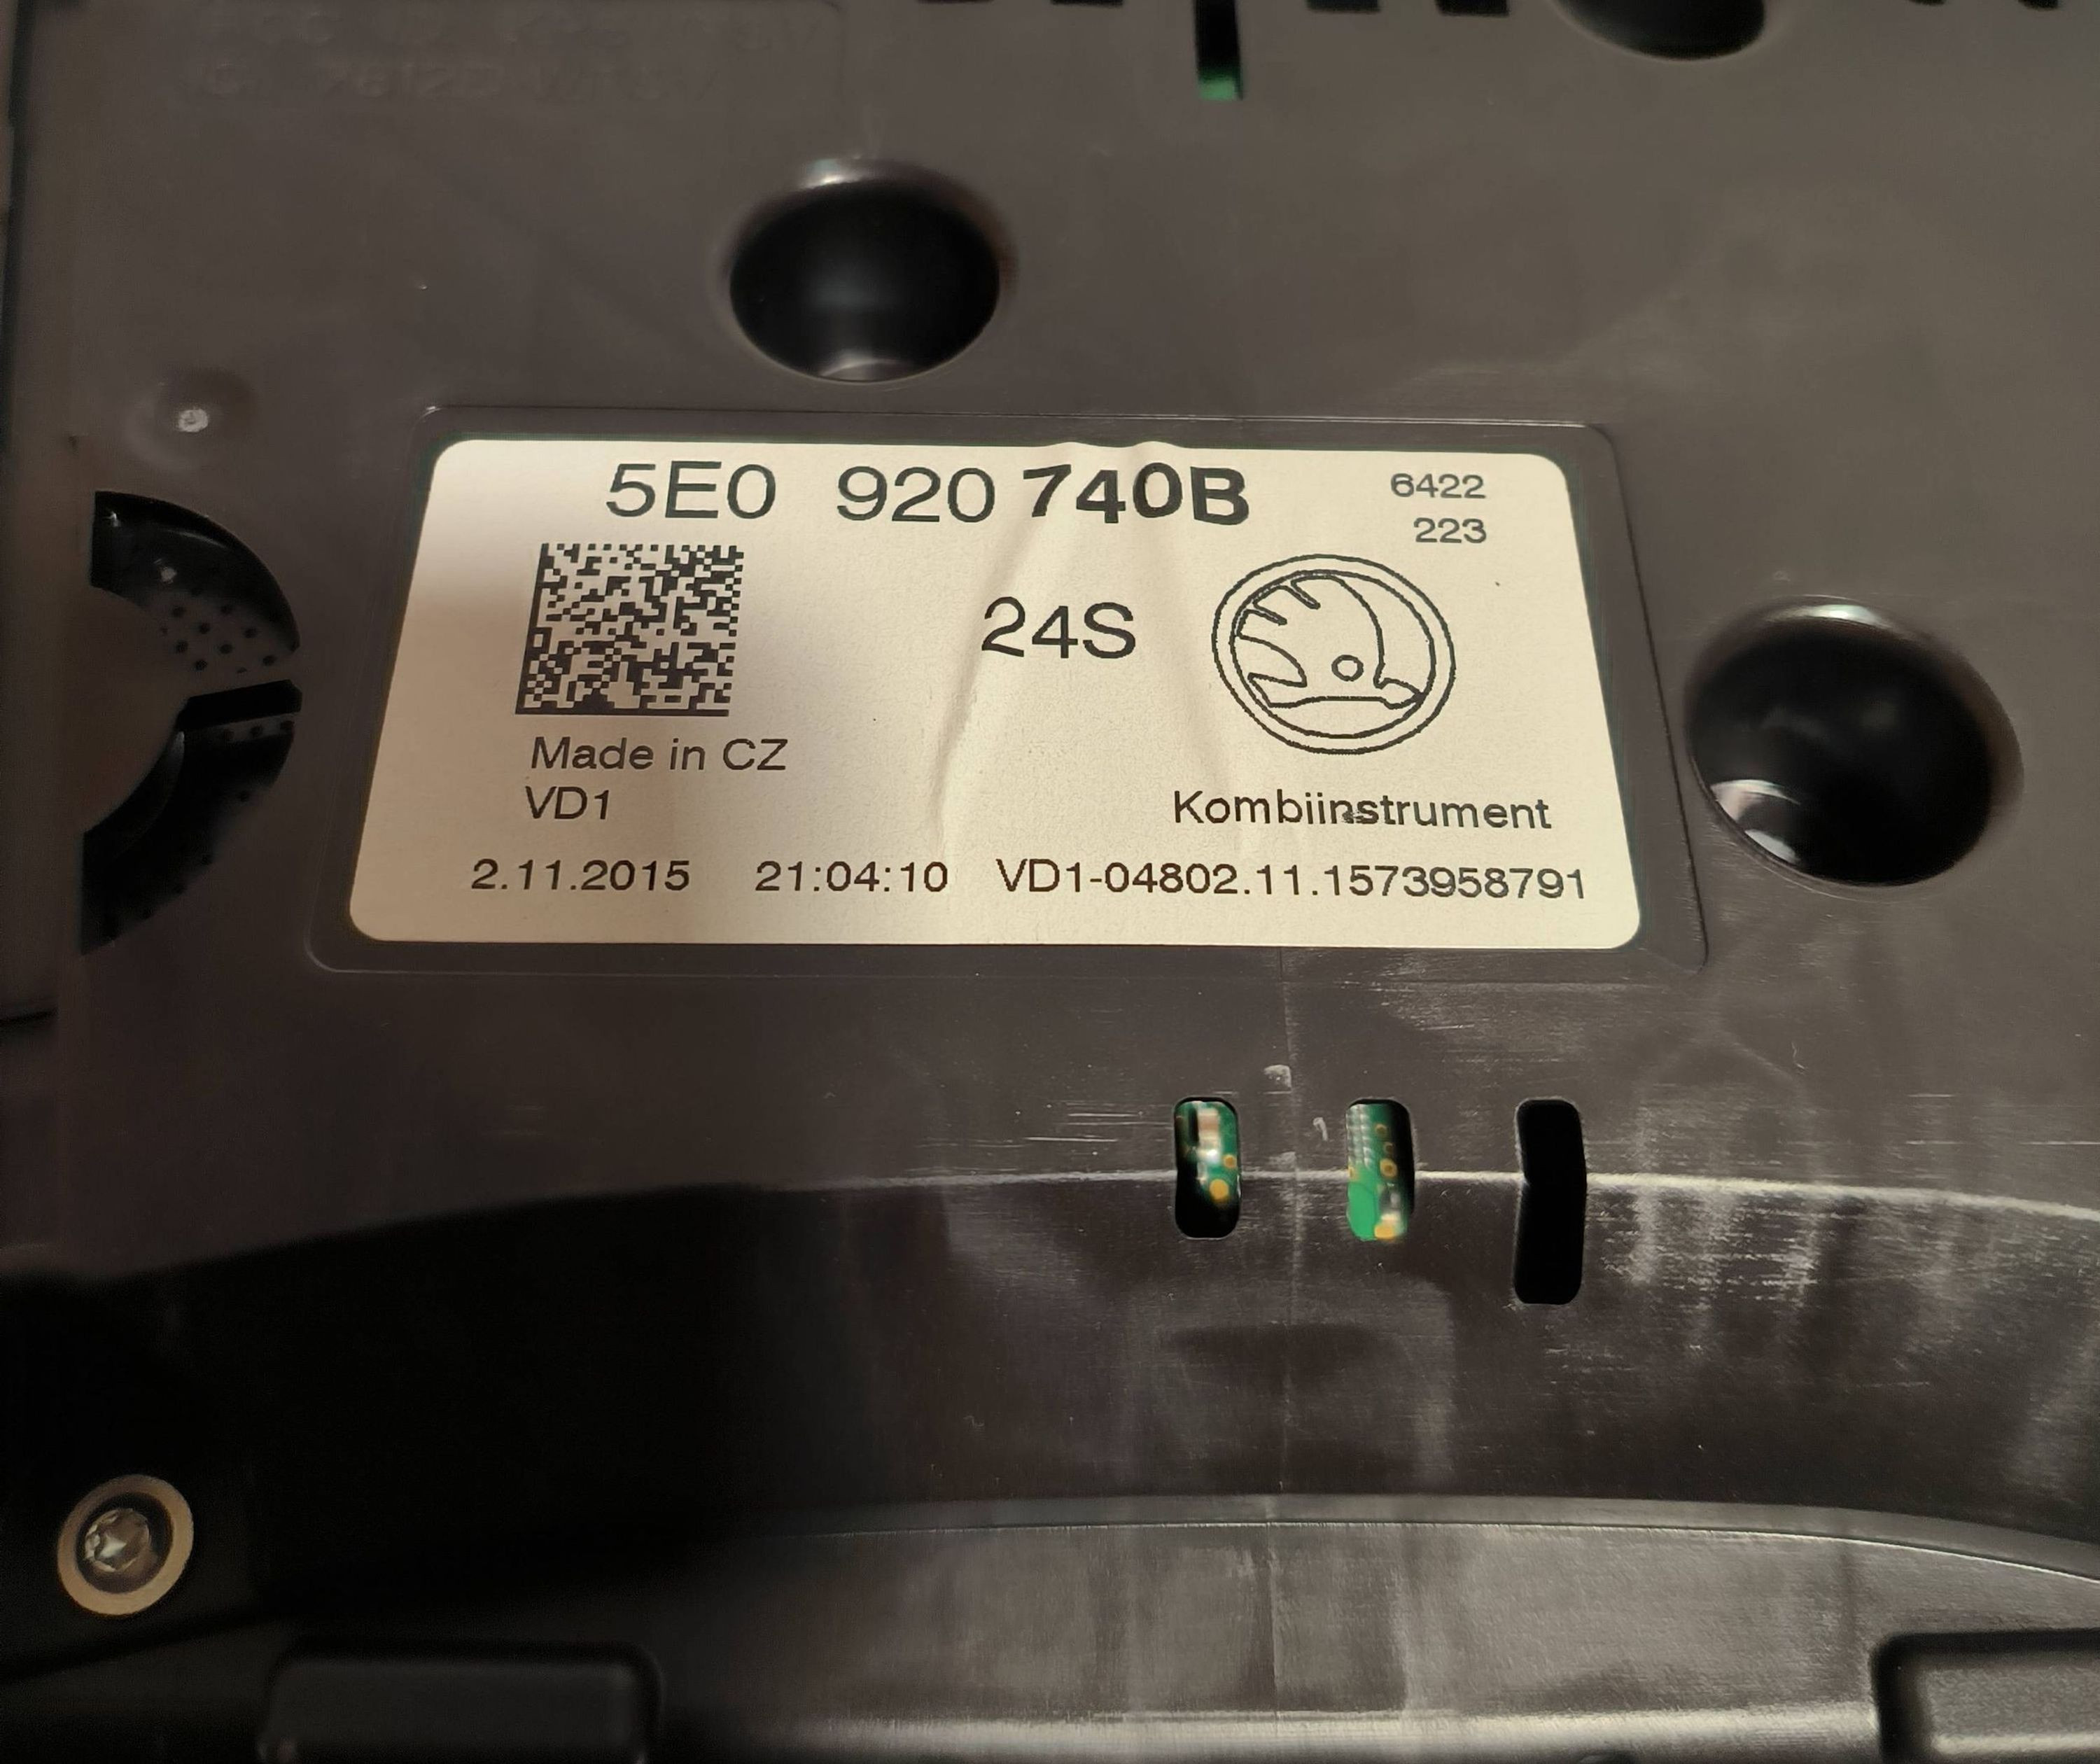 5E0 920 740B
6422
223
24S
Made in CZ
VD1
Kombiinstrument
2.11.2015 21:04:10 VD1-04802.11.1573958791